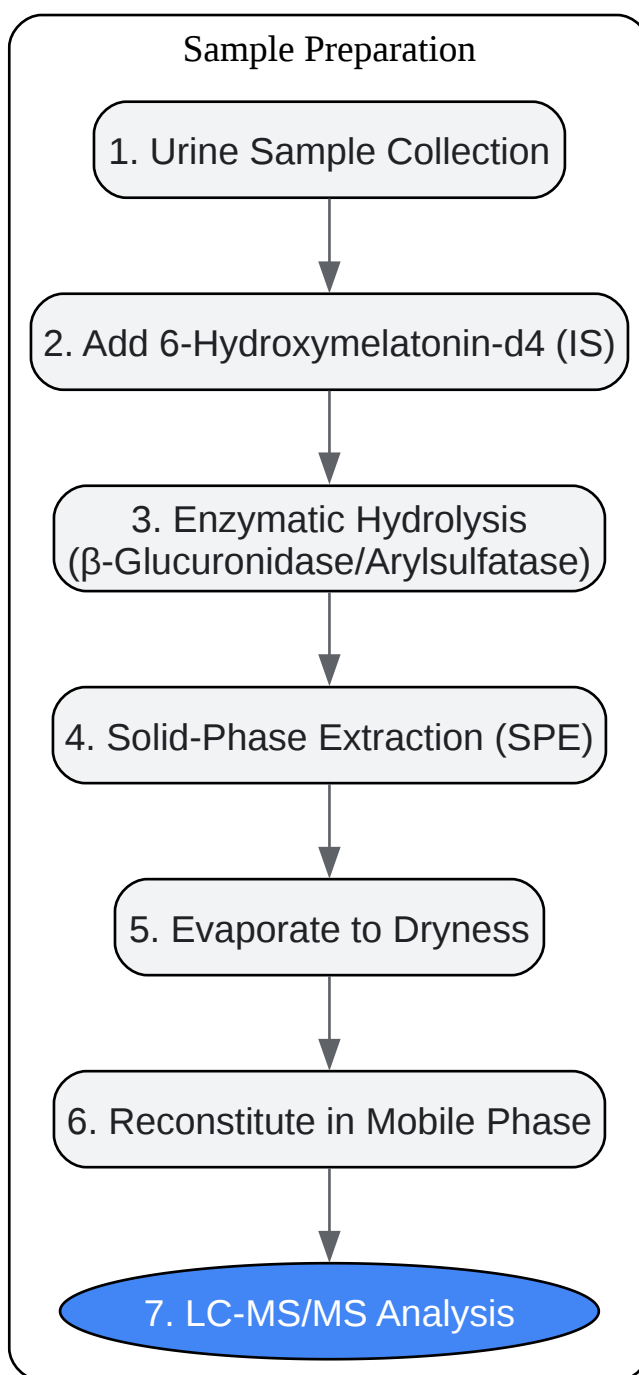 Sample Preparation
1. Urine Sample Collection
2. Add 6-Hydroxymelatonin-d4 (IS)
3. Enzymatic Hydrolysis
(β-Glucuronidase/Arylsulfatase)
4. Solid-Phase Extraction (SPE)
5. Evaporate to Dryness
6. Reconstitute in Mobile Phase
7. LC-MS/MS Analysis